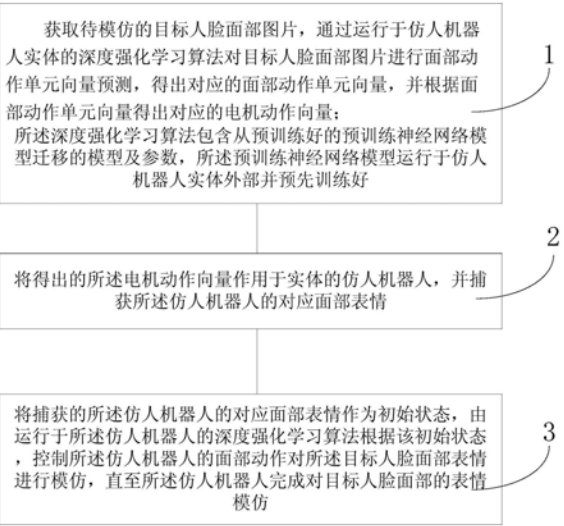 获取待模仿的目标人脸面部图片，通过运行于仿人机器
人实体的深度强化学习算法对目标人脸面部图片进行面部动
作单元向量预测，得出对应的面部动作单元向量，并根据面
部动作单元向量得出对应的电机动作向量；
所述深度强化学习算法包含从预训练好的预训练神经网络模
型迁移的模型及参数，所述预训练神经网络模型运行于仿人
机器人实体外部并预先训练好
1
将得出的所述电机动作向量作用于实体的仿人机器人，并捕
获所述仿人机器人的对应面部表情
2
将捕获的所述仿人机器人的对应面部表情作为初始状态，由
运行于所述仿人机器人的深度强化学习算法根据该初始状态
，控制所述仿人机器人的面部动作对所述目标人脸面部表情
进行模仿，直至所述仿人机器人完成对目标人脸面部的表情
模仿
3